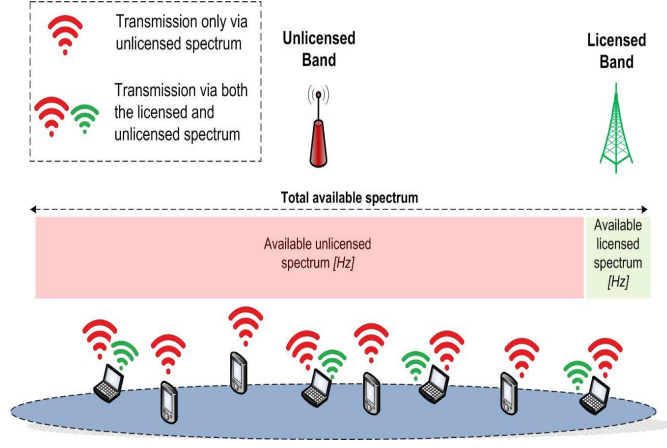 Transmission only via
unlicensed spectrum
Transmission via both
the licensed and
unlicensed spectrum
Unlicensed
Band
Licensed
Band
Total available spectrum
Available unlicensed
spectrum [Hz]
Available
licensed
spectrum
[Hz]